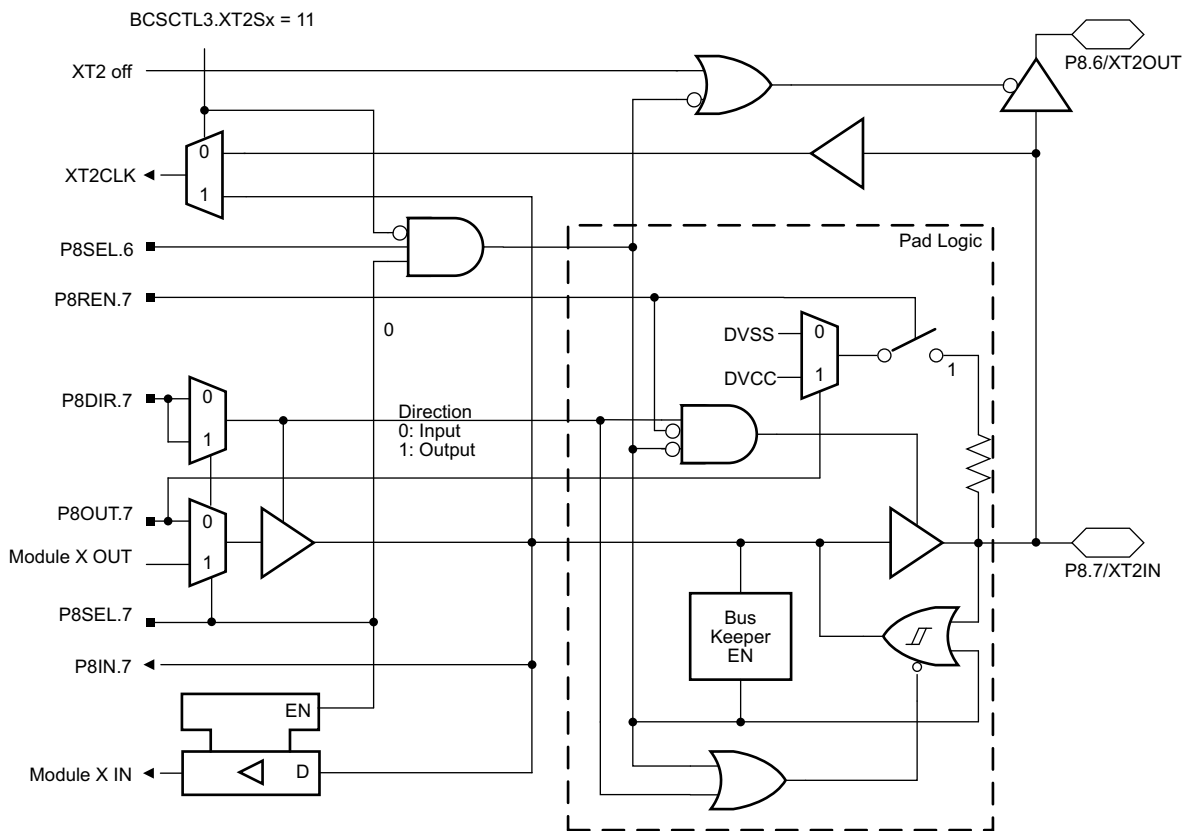 BCSCTL3.XT2Sx = 11
XT2 off
P8.6/XT2OUT
0
XT2CLK
1
P8SEL.6
Pad Logic
P8REN.7
0
DVSS
0
DVCC
1
1
P8DIR.7
0
1
Direction
0: Input
1: Output
P8OUT.7
0
Module X OUT
1
P8.7/XT2IN
P8SEL.7
Bus
Keeper
EN
P8IN.7
EN
Module X IN
D